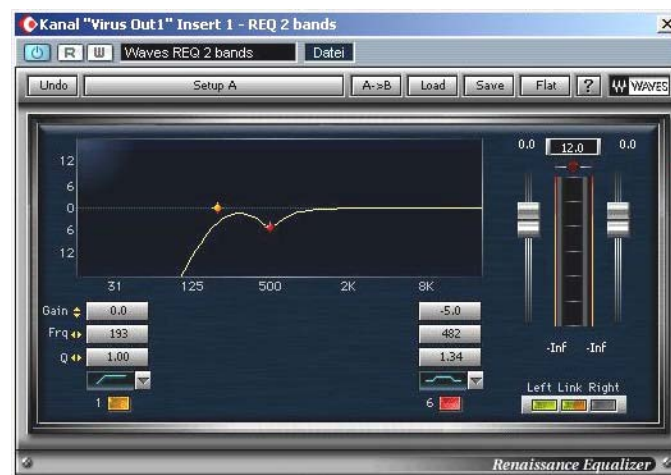 Kanal "Virus Out1" Insert 1 - REQ 2 bands
R W Waves REQ 2 bands Datei
Undo Setup A A->B Load Save Flat ? WAVES
0.0 12.0 0.0
12
6
0
6
12
31 125 500 2K 8K
Gain 0.0 -5.0
Frq 193 482
Q 1.00 1.34
-Inf -Inf
Left Link Right
1 6
Renaissance Equalizer